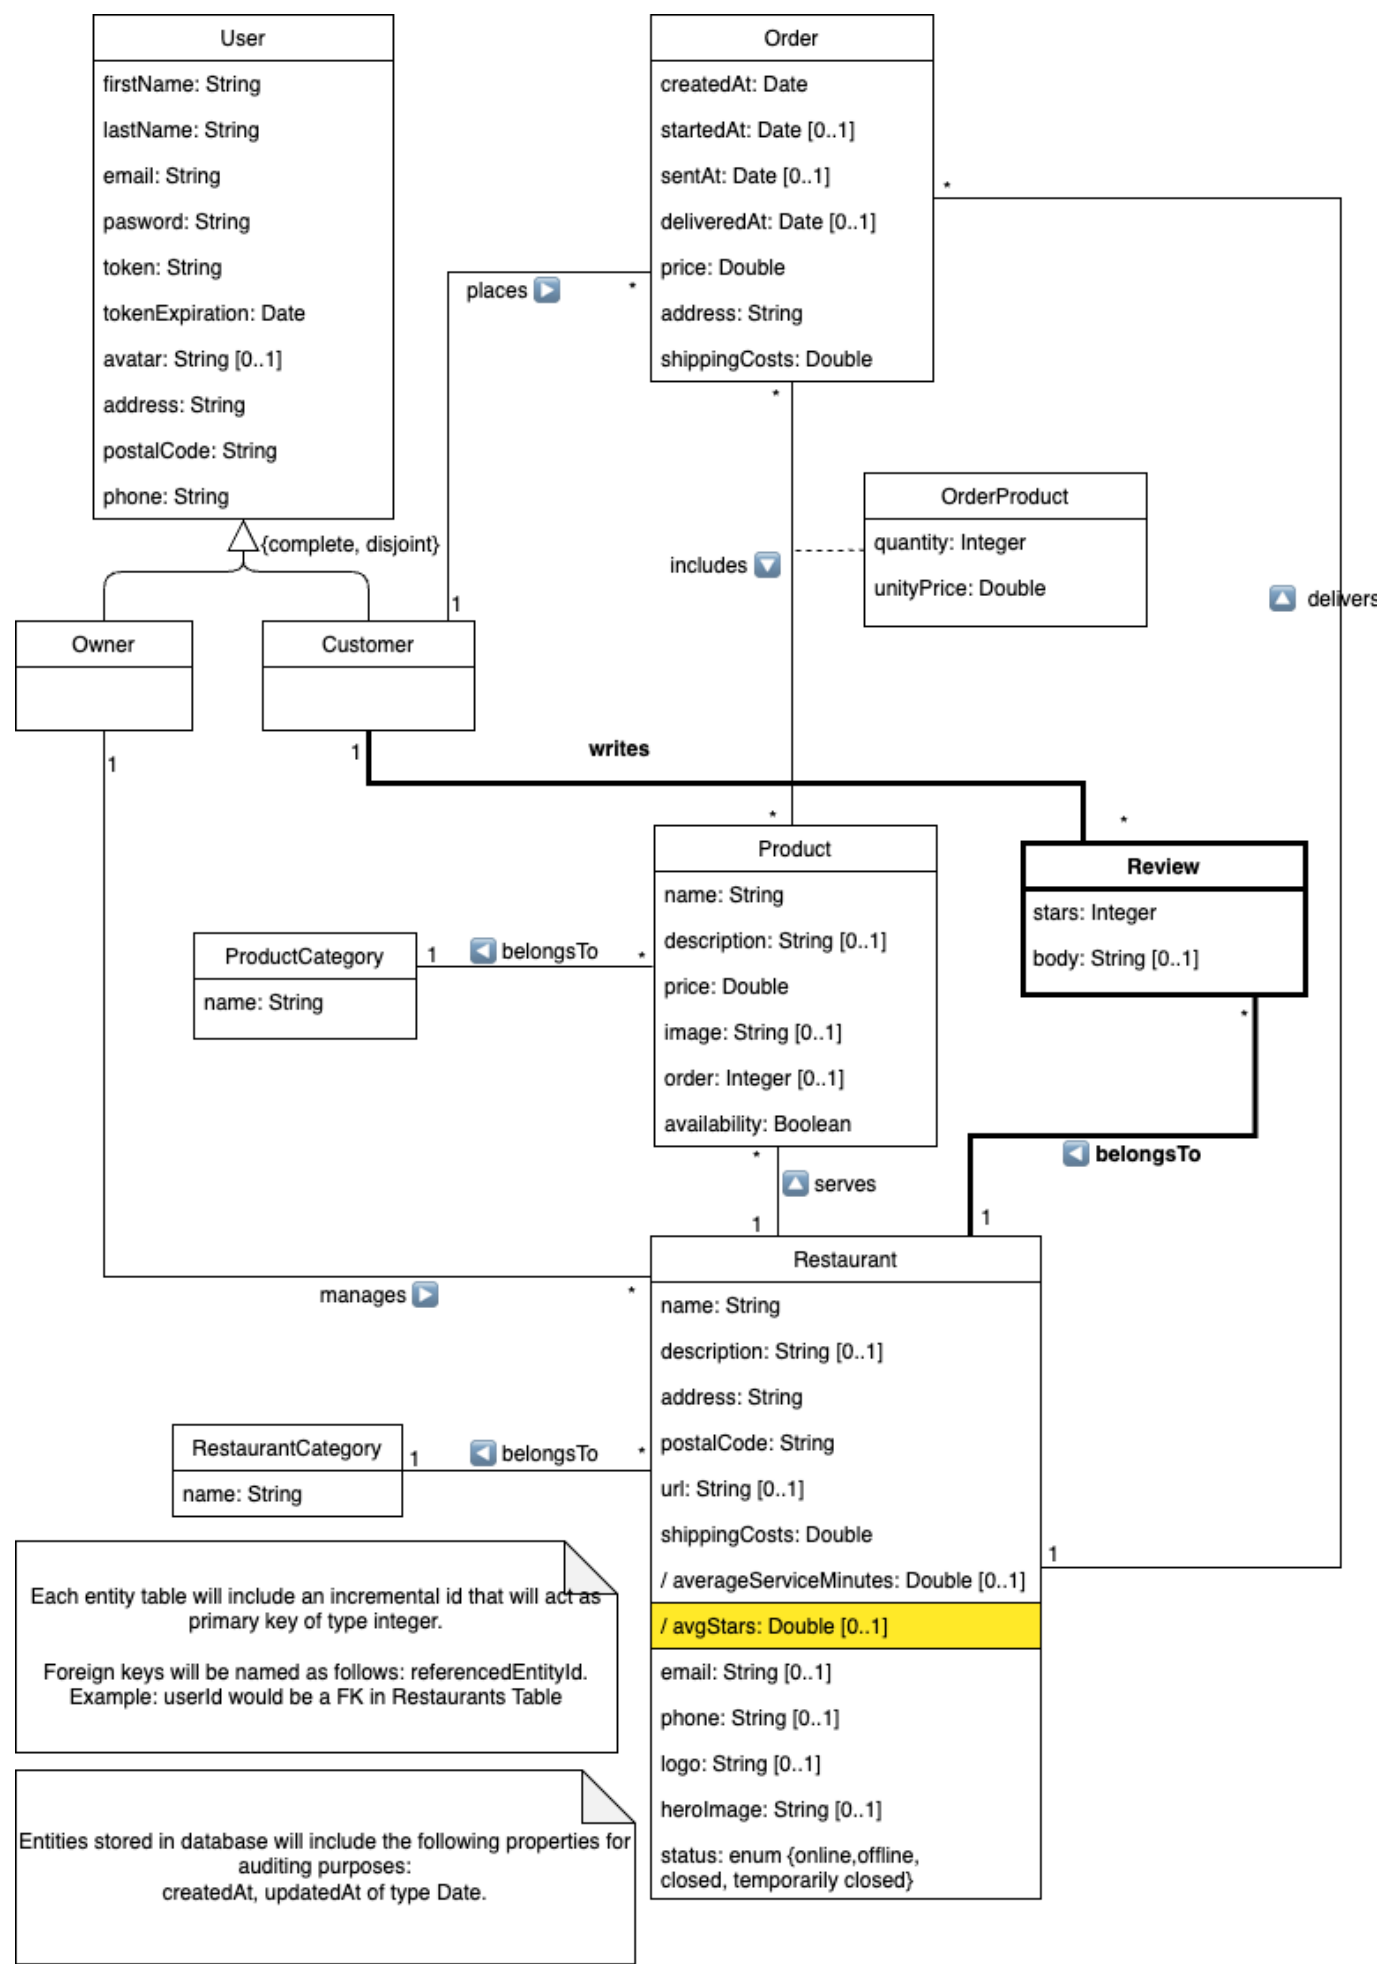 User
firstName: String
lastName: String
email: String
pasword: String
token: String
tokenExpiration: Date
avatar: String [0..1]
address: String
postalCode: String
phone: String
{complete, disjoint}
Order
createdAt: Date
startedAt: Date [0..1]
sentAt: Date [0..1]
deliveredAt: Date [0..1]
price: Double
address: String
shippingCosts: Double
*
places
*
1
*
includes
OrderProduct
quantity: Integer
unityPrice: Double
delivers
Owner
Customer
1
1
writes
*
*
Product
name: String
description: String [0..1]
price: Double
image: String [0..1]
order: Integer [0..1]
availability: Boolean
Review
stars: Integer
body: String [0..1]
ProductCategory
name: String
1
belongsTo
*
*
belongsTo
1
*
serves
1
manages
*
Restaurant
name: String
description: String [0..1]
address: String
postalCode: String
url: String [0..1]
shippingCosts: Double
/ averageServiceMinutes: Double [0..1]
/ avgStars: Double [0..1]
email: String [0..1]
phone: String [0..1]
logo: String [0..1]
heroImage: String [0..1]
status: enum {online,offline,
closed, temporarily closed}
1
RestaurantCategory
name: String
1
belongsTo
*
Each entity table will include an incremental id that will act as
primary key of type integer.
Foreign keys will be named as follows: referencedEntityId.
Example: userId would be a FK in Restaurants Table
Entities stored in database will include the following properties for
auditing purposes:
createdAt, updatedAt of type Date.